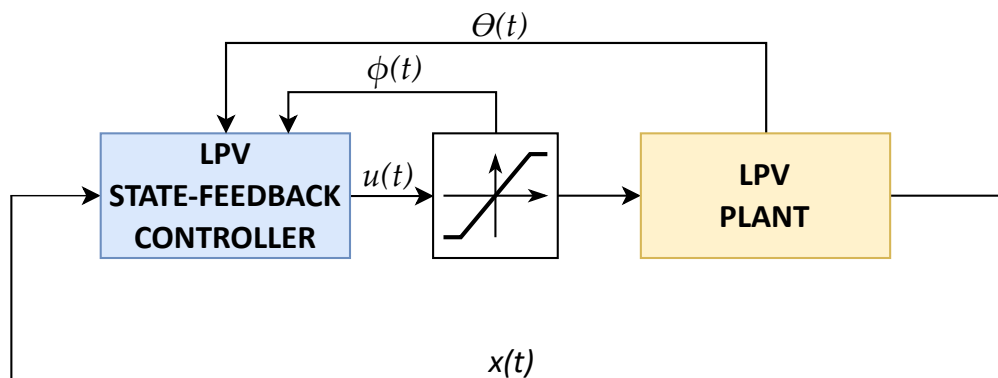 Θ(t)
ϕ(t)
LPV
STATE-FEEDBACK
CONTROLLER
u(t)
LPV
PLANT
x(t)